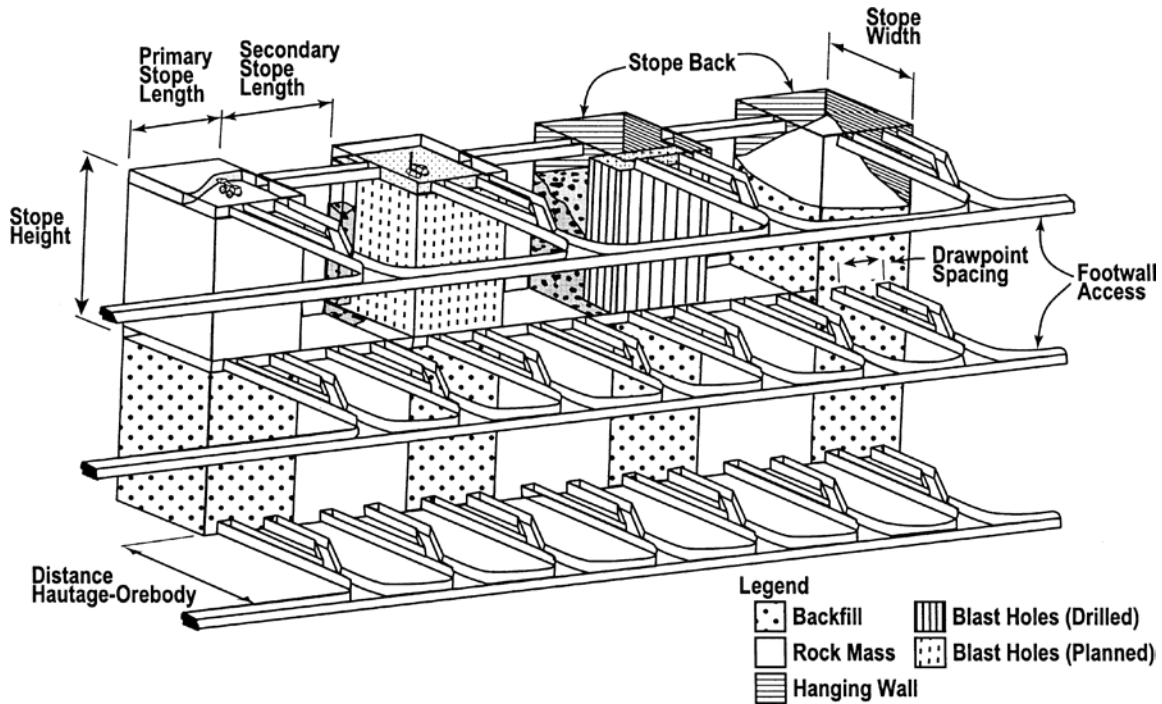 Primary
Stope
Length
Secondary
Stope
Length
Stope Back
Stope
Width
Stope
Height
Drawpoint
Spacing
Footwall
Access
Distance
Hautage-Orebody
Legend
Backfill
Rock Mass
Hanging Wall
Blast Holes (Drilled)
Blast Holes (Planned)